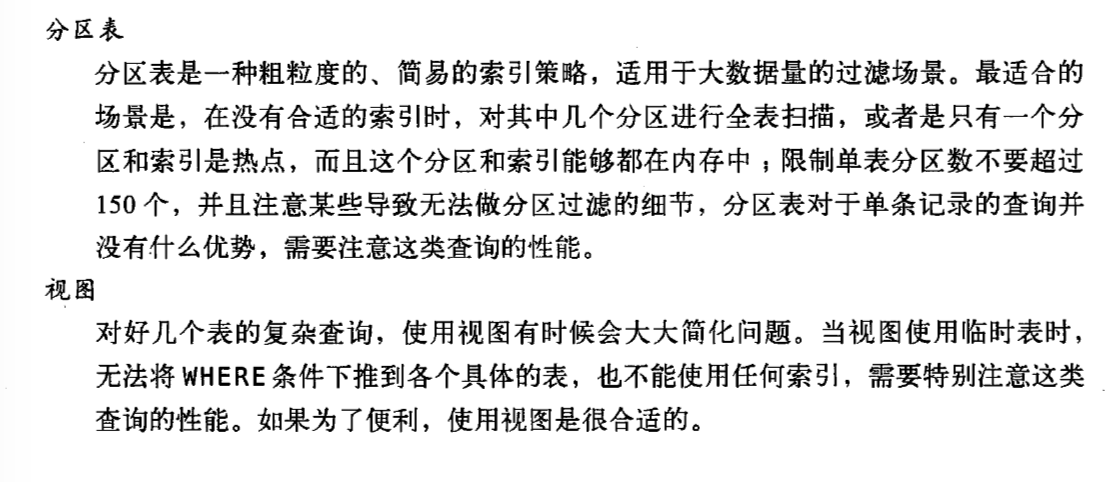 分区表
分区表是一种粗粒度的、简易的索引策略，适用于大数据量的过滤场景。最适合的
场景是，在没有合适的索引时，对其中几个分区进行全表扫描，或者是只有一个分
区和索引是热点，而且这个分区和索引能够都在内存中；限制单表分区数不要超过
150 个，并且注意某些导致无法做分区过滤的细节，分区表对于单条记录的查询并
没有什么优势，需要注意这类查询的性能。
视图
对好几个表的复杂查询，使用视图有时候会大大简化问题。当视图使用临时表时，
无法将 WHERE 条件下推到各个具体的表，也不能使用任何索引，需要特别注意这类
查询的性能。如果为了便利，使用视图是很合适的。